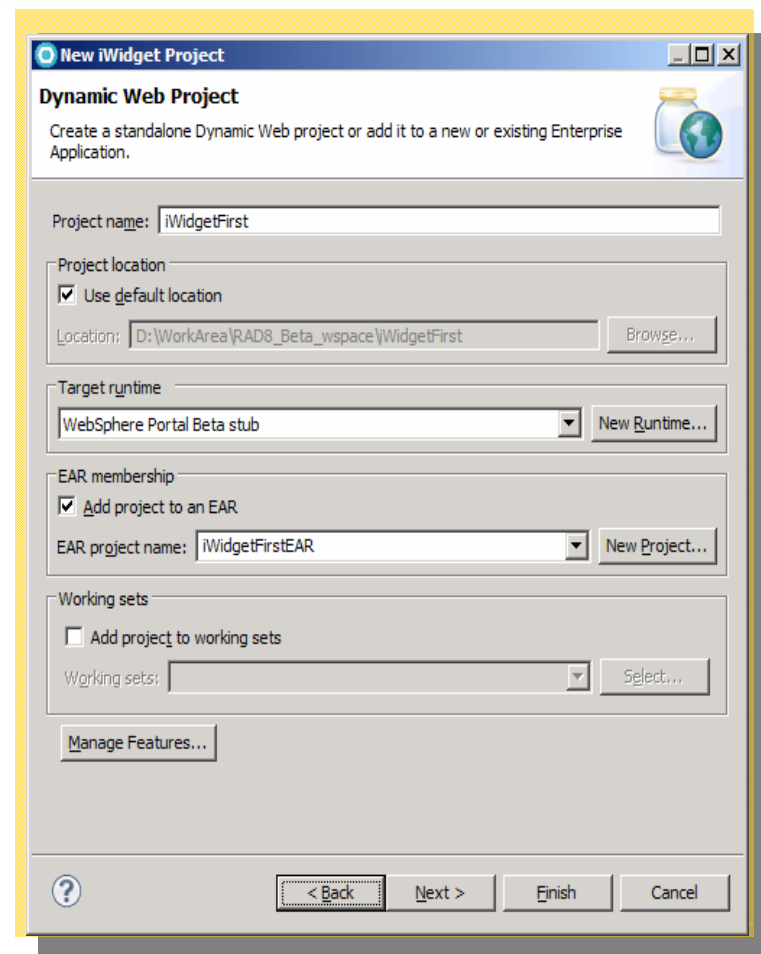 New iWidget Project
Dynamic Web Project
Create a standalone Dynamic Web project or add it to a new or existing Enterprise
Application.
Project name: iWidgetFirst
Project location
Use default location
Location: D:\WorkArea\RAD8_Beta_wspace\iWidgetFirst Browse...
Target runtime
WebSphere Portal Beta stub New Runtime...
EAR membership
Add project to an EAR
EAR project name: iWidgetFirstEAR New Project...
Working sets
Add project to working sets
Working sets: Select...
Manage Features...
? < Back Next > Finish Cancel